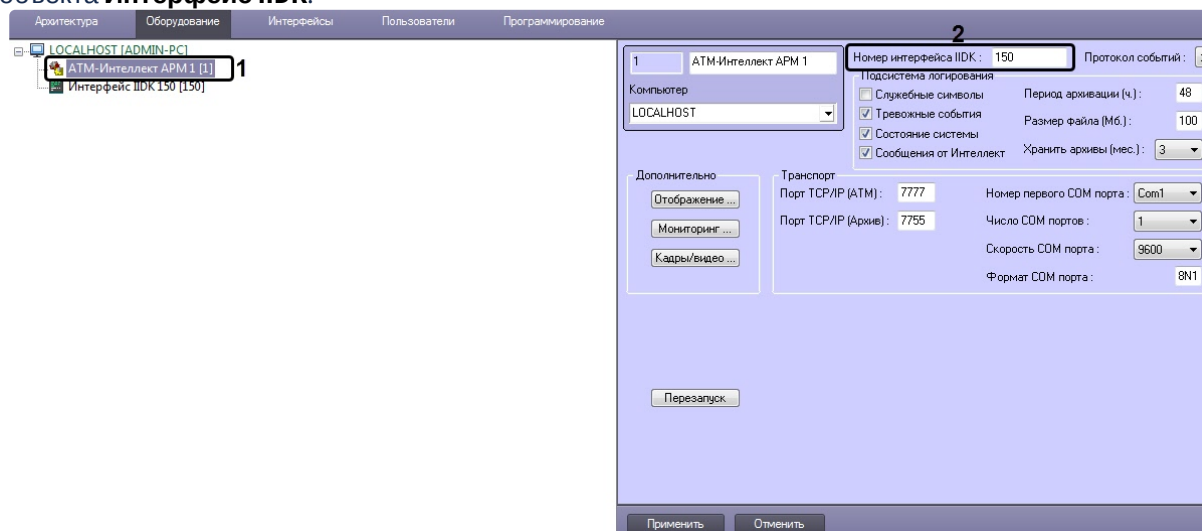 объекта Интерфейс IIDK.
Архитектура Оборудование Интерфейсы Пользователи Программирование
LOCALHOST [ADMIN-PC]
АТМ-Интеллект АРМ 1 [1] 1
Интерфейс IIDK 150 [150]
2
1 АТМ-Интеллект АРМ 1 Номер интерфейса IIDK : 150 Протокол событий :
Компьютер
LOCALHOST
Подсистема логирования
Служебные символы Период архивации (ч.) : 48
Тревожные события Размер файла (Мб.) : 100
Состояние системы
Сообщения от Интеллект Хранить архивы (мес.) : 3
Дополнительно
Отображение ...
Мониторинг ...
Кадры/видео ...
Транспорт
Порт TCP/IP (ATM) : 7777 Номер первого COM порта : Com1
Порт TCP/IP (Архив) : 7755 Число COM портов : 1
Скорость COM порта : 9600
Формат COM порта : 8N1
Перезапуск
Применить Отменить